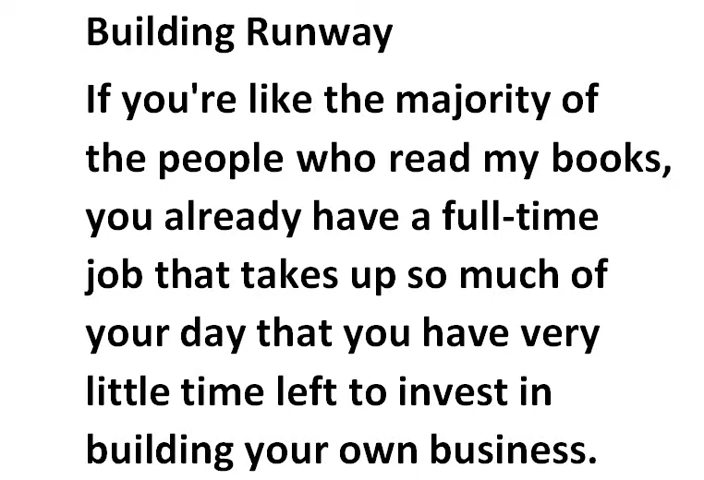 Building Runway
If you're like the majority of
the people who read my books,
you already have a full-time
job that takes up so much of
your day that you have very
little time left to invest in
building your own business.